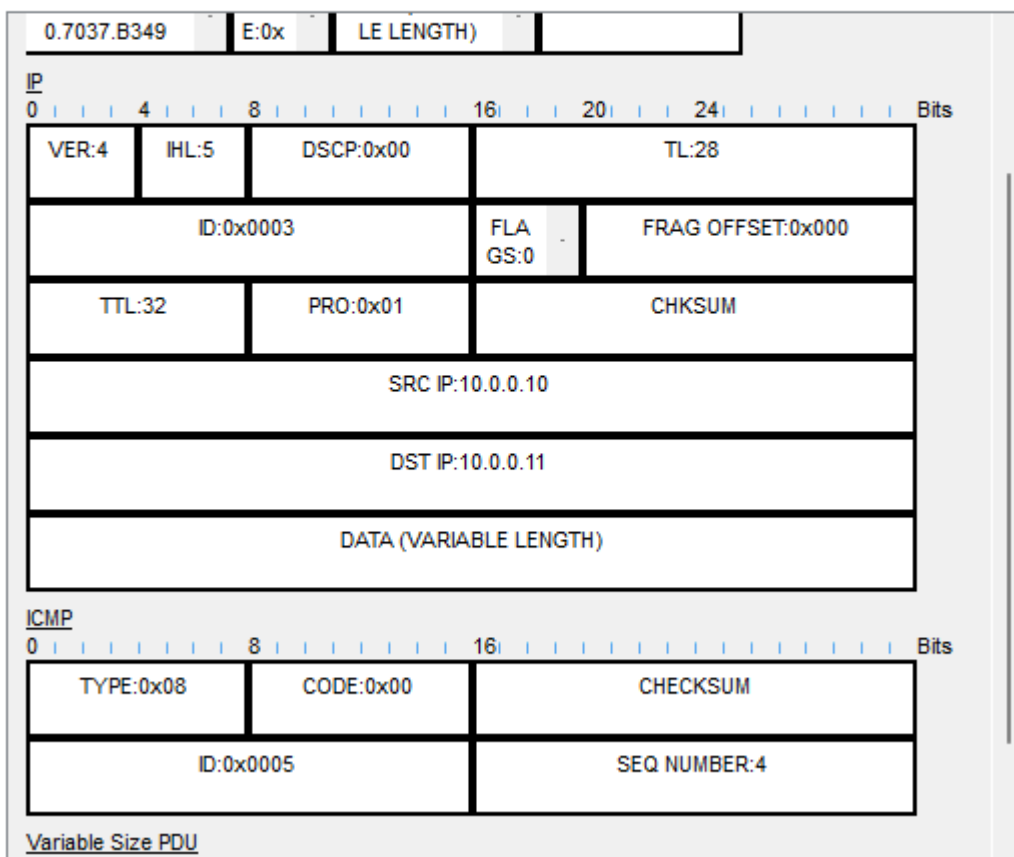 0.7037.B349 E:0x LE LENGTH)
IP
0 4 8 16 20 24 Bits
VER:4 IHL:5 DSCP:0x00 TL:28
ID:0x0003 FLA GS:0 FRAG OFFSET:0x000
TTL:32 PRO:0x01 CHKSUM
SRC IP:10.0.0.10
DST IP:10.0.0.11
DATA (VARIABLE LENGTH)
ICMP
0 8 16 Bits
TYPE:0x08 CODE:0x00 CHECKSUM
ID:0x0005 SEQ NUMBER:4
Variable Size PDU